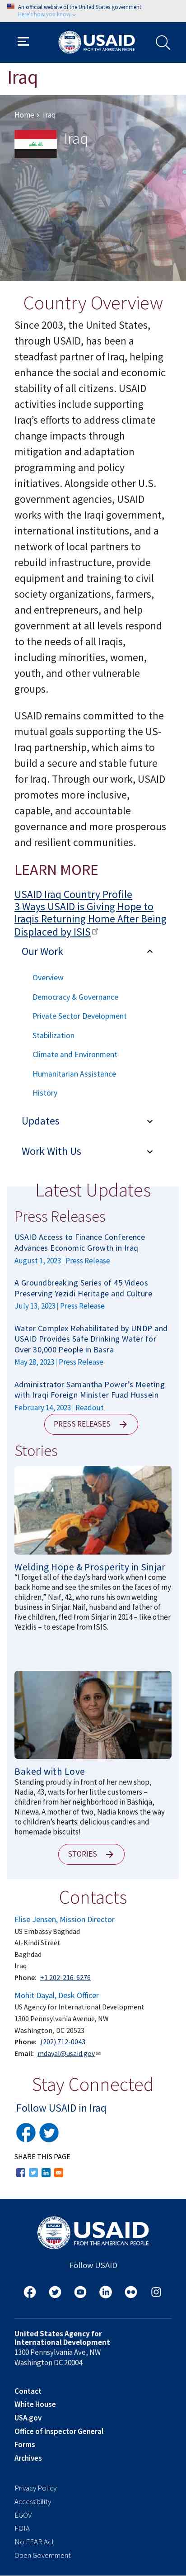 An official website of the United States government
Here's how you know
USAID
FROM THE AMERICAN PEOPLE
Iraq
Home › Iraq
Iraq
Country Overview
Since 2003, the United States,
through USAID, has been a
steadfast partner of Iraq, helping
enhance the social and economic
stability of all citizens. USAID
activities include supporting
Iraq's efforts to address climate
change impacts through
mitigation and adaptation
programming and policy
initiatives. Alongside other U.S.
government agencies, USAID
works with the Iraqi government,
international institutions, and a
network of local partners to
rebuild infrastructure, provide
equipment and training to civil
society organizations, farmers,
and entrepreneurs, and help
government at all levels respond
to the needs of all Iraqis,
including minorities, women,
youth, and other vulnerable
groups.
USAID remains committed to the
mutual goals supporting the US-
Iraq partnership, which aims to
build a secure and stable future
for Iraq. Through our work, USAID
promotes more inclusive,
capable, and accountable
governance and more prosperous
and resilient communities.
LEARN MORE
USAID Iraq Country Profile
3 Ways USAID is Giving Hope to
Iraqis Returning Home After Being
Displaced by ISIS
Our Work
Overview
Democracy & Governance
Private Sector Development
Stabilization
Climate and Environment
Humanitarian Assistance
History
Updates
Work With Us
Latest Updates
Press Releases
USAID Access to Finance Conference
Advances Economic Growth in Iraq
August 1, 2023 | Press Release
A Groundbreaking Series of 45 Videos
Preserving Yezidi Heritage and Culture
July 13, 2023 | Press Release
Water Complex Rehabilitated by UNDP and
USAID Provides Safe Drinking Water for
Over 30,000 People in Basra
May 28, 2023 | Press Release
Administrator Samantha Power's Meeting
with Iraqi Foreign Minister Fuad Hussein
February 14, 2023 | Readout
PRESS RELEASES
Stories
Welding Hope & Prosperity in Sinjar
"I forget all of the day's hard work when I come
back home and see the smiles on the faces of my
children," Naif, 42, who runs his own welding
business in Sinjar. Naif, husband and father of
five children, fled from Sinjar in 2014 – like other
Yezidis – to escape from ISIS.
Baked with Love
Standing proudly in front of her new shop,
Nadia, 43, waits for her little customers –
children from her neighborhood in Bashiqa,
Ninewa. A mother of two, Nadia knows the way
to children's hearts: delicious candies and
homemade biscuits!
STORIES
Contacts
Elise Jensen, Mission Director
US Embassy Baghdad
Al-Kindi Street
Baghdad
Iraq
Phone: +1 202-216-6276
Mohit Dayal, Desk Officer
US Agency for International Development
1300 Pennsylvania Avenue, NW
Washington, DC 20523
Phone: (202) 712-0043
Email: mdayal@usaid.gov
Stay Connected
Follow USAID in Iraq
SHARE THIS PAGE
USAID
FROM THE AMERICAN PEOPLE
Follow USAID
United States Agency for
International Development
1300 Pennsylvania Ave, NW
Washington DC 20004
Contact
White House
USA.gov
Office of Inspector General
Forms
Archives
Privacy Policy
Accessibility
EGOV
FOIA
No FEAR Act
Open Government